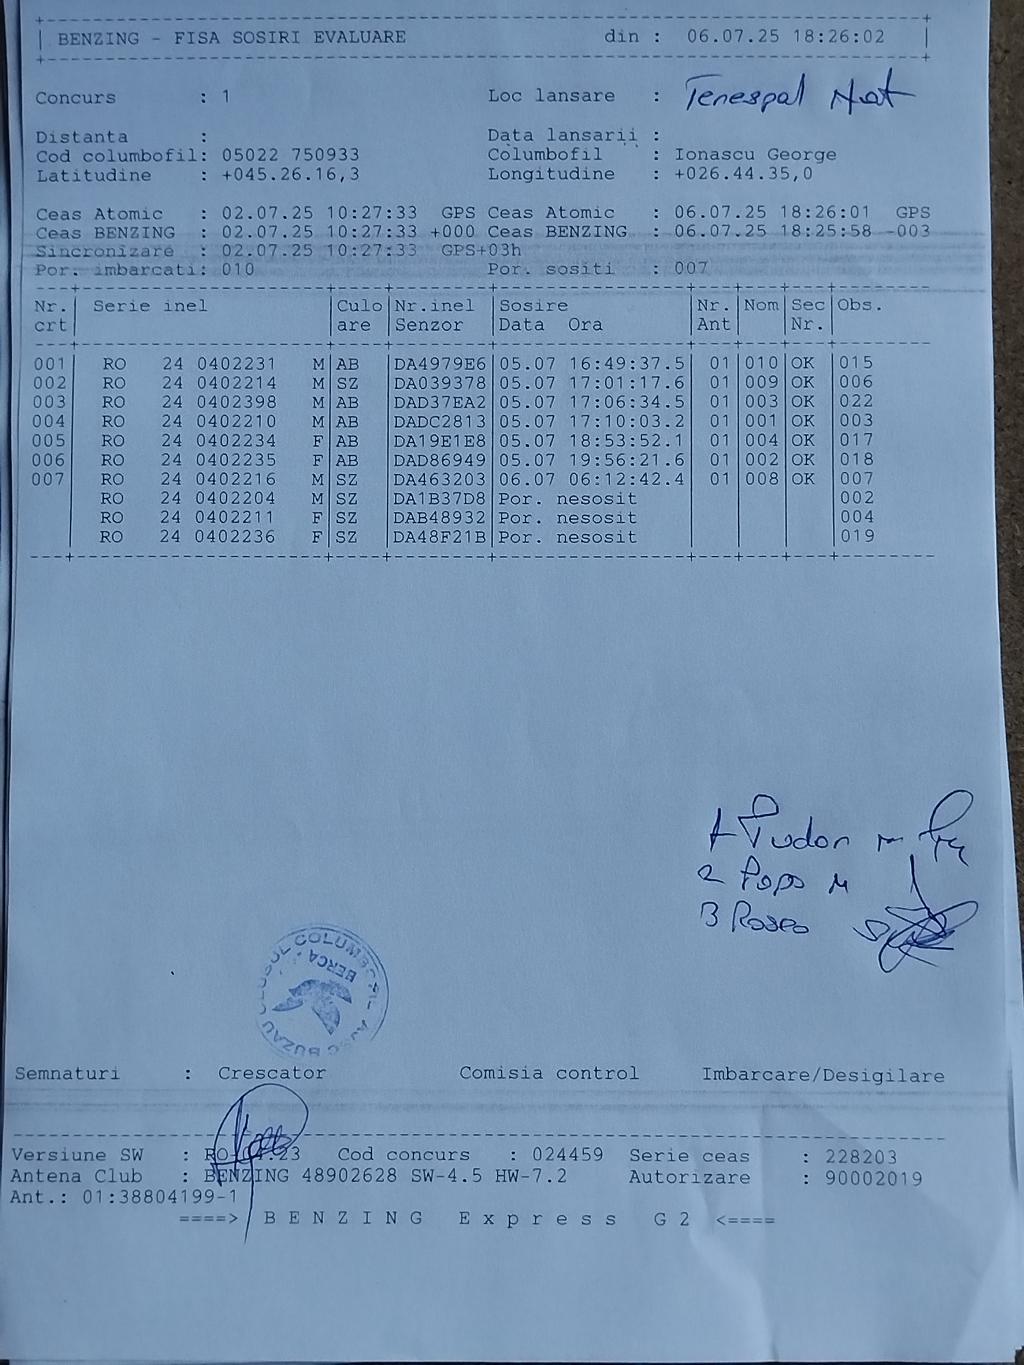 BENZING - FISA SOSIRI EVALUARE din : 06.07.25 18:26:02
Concurs : 1 Loc lansare : Tenespal Nat
Distanta : Data lansarii :
Cod columbofil: 05022 750933 Columbofil : Ionascu George
Latitudine : +045.26.16,3 Longitudine : +026.44.35,0
Ceas Atomic : 02.07.25 10:27:33 GPS Ceas Atomic : 06.07.25 18:26:01 GPS
Ceas BENZING : 02.07.25 10:27:33 +000 Ceas BENZING : 06.07.25 18:25:58 -003
Sincronizare : 02.07.25 10:27:33 GPS+03h
Por. imbarcati: 010 Por. sositi : 007
Nr. Serie inel Culo Nr.inel Sosire Nr. Nom Sec Obs.
crt are Senzor Data Ora Ant Nr.
001 RO 24 0402231 M AB DA4979E6 05.07 16:49:37.5 01 010 OK 015
002 RO 24 0402214 M SZ DA039378 05.07 17:01:17.6 01 009 OK 006
003 RO 24 0402398 M AB DAD37EA2 05.07 17:06:34.5 01 003 OK 022
004 RO 24 0402210 M AB DADC2813 05.07 17:10:03.2 01 001 OK 003
005 RO 24 0402234 F AB DA19E1E8 05.07 18:53:52.1 01 004 OK 017
006 RO 24 0402235 F AB DAD86949 05.07 19:56:21.6 01 002 OK 018
007 RO 24 0402216 M SZ DA463203 06.07 06:12:42.4 01 008 OK 007
RO 24 0402204 M SZ DA1B37D8 Por. nesosit 002
RO 24 0402211 F SZ DAB48932 Por. nesosit 004
RO 24 0402236 F SZ DA48F21B Por. nesosit 019
1 Tudor
2 Popa M
3
COLUMBOFIL
BERCA
BUZAU
Semnaturi : Crescator Comisia control Imbarcare/Desigilare
Versiune SW : Cod concurs : 024459 Serie ceas : 228203
Antena Club : BENZING 48902628 SW-4.5 HW-7.2 Autorizare : 90002019
Ant.: 01:38804199-1
====> BENZING Express G2 <====